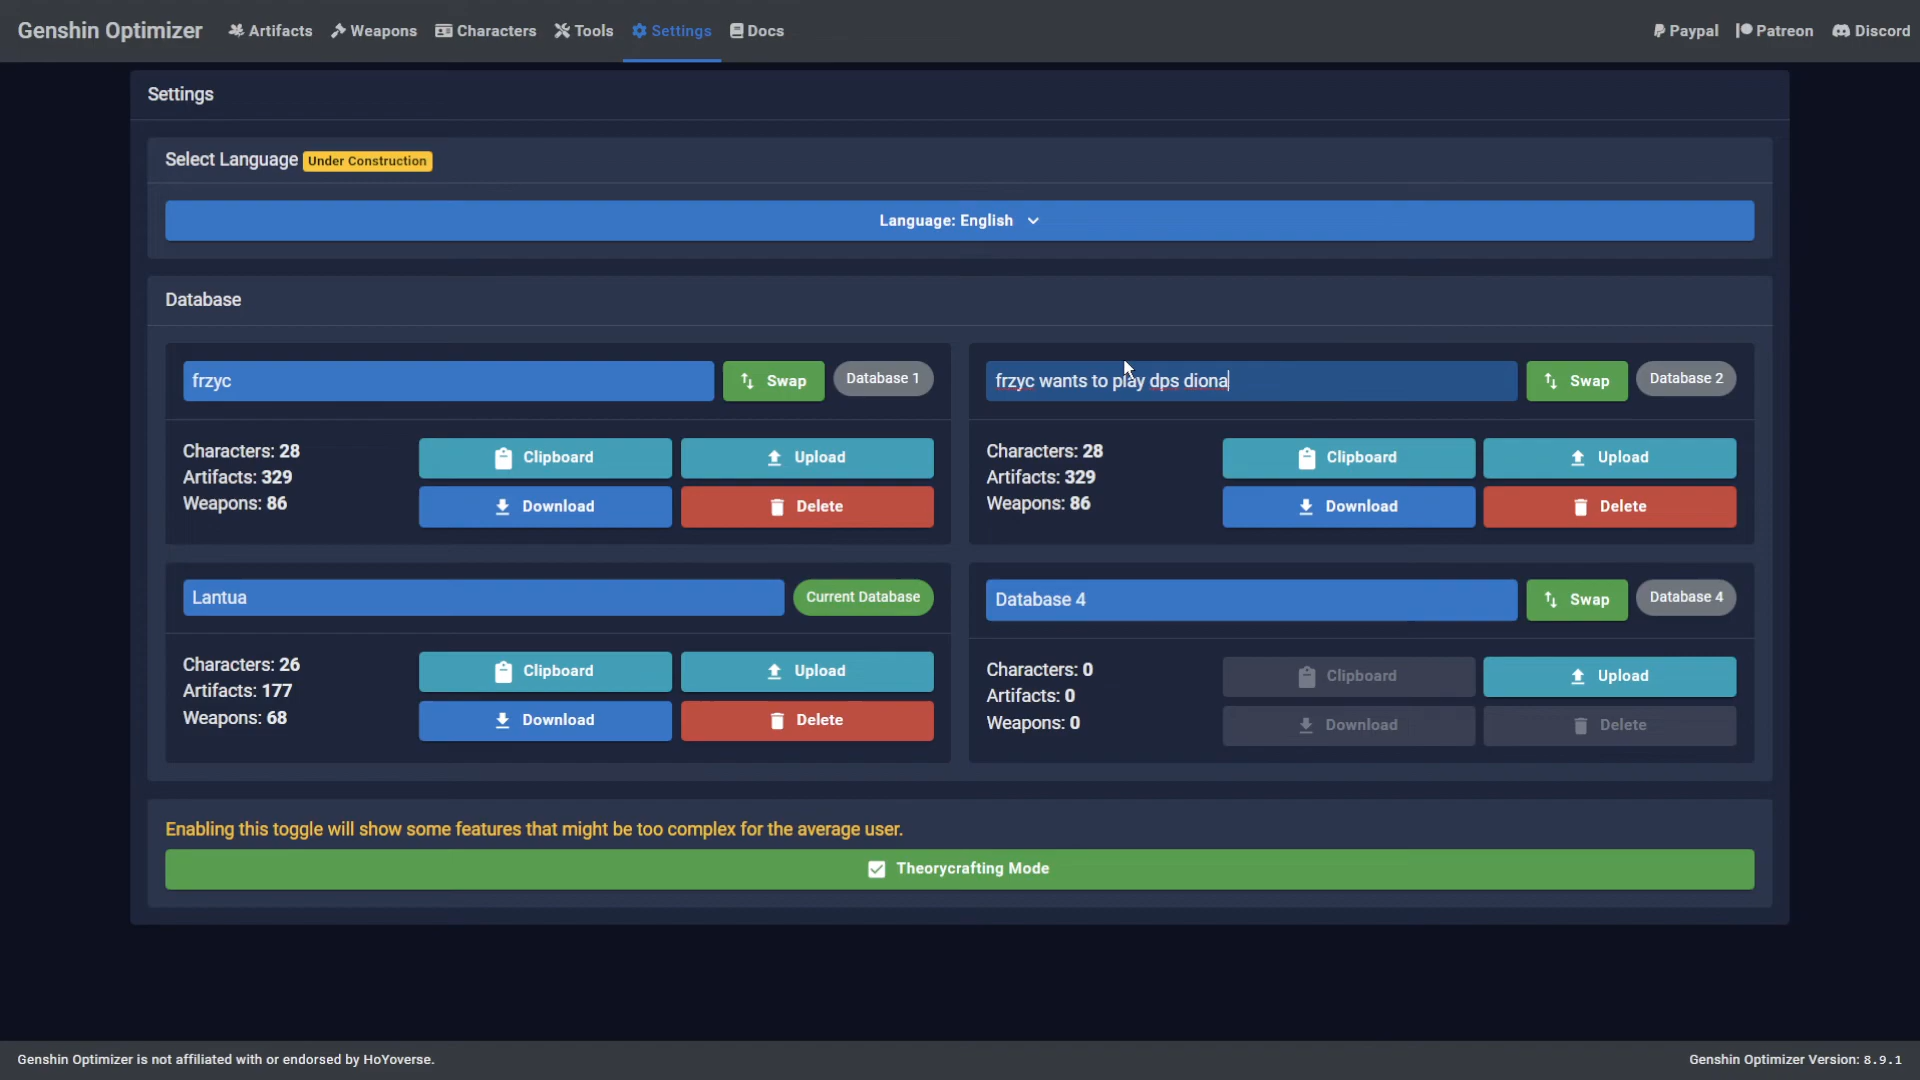 Genshin Optimizer Artifacts Weapons Characters Tools Settings Docs Paypal Patreon Discord
Settings
Select Language Under Construction
Language: English
Database
frzyc Swap Database 1
Characters: 28
Artifacts: 329
Weapons: 86
Clipboard Upload
Download Delete
frzyc wants to play dps diona Swap Database 2
Characters: 28
Artifacts: 329
Weapons: 86
Clipboard Upload
Download Delete
Lantua Current Database
Characters: 26
Artifacts: 177
Weapons: 68
Clipboard Upload
Download Delete
Database 4 Swap Database 4
Characters: 0
Artifacts: 0
Weapons: 0
Clipboard Upload
Download Delete
Enabling this toggle will show some features that might be too complex for the average user.
Theorycrafting Mode
Genshin Optimizer is not affiliated with or endorsed by HoYoverse. Genshin Optimizer Version: 8.9.1